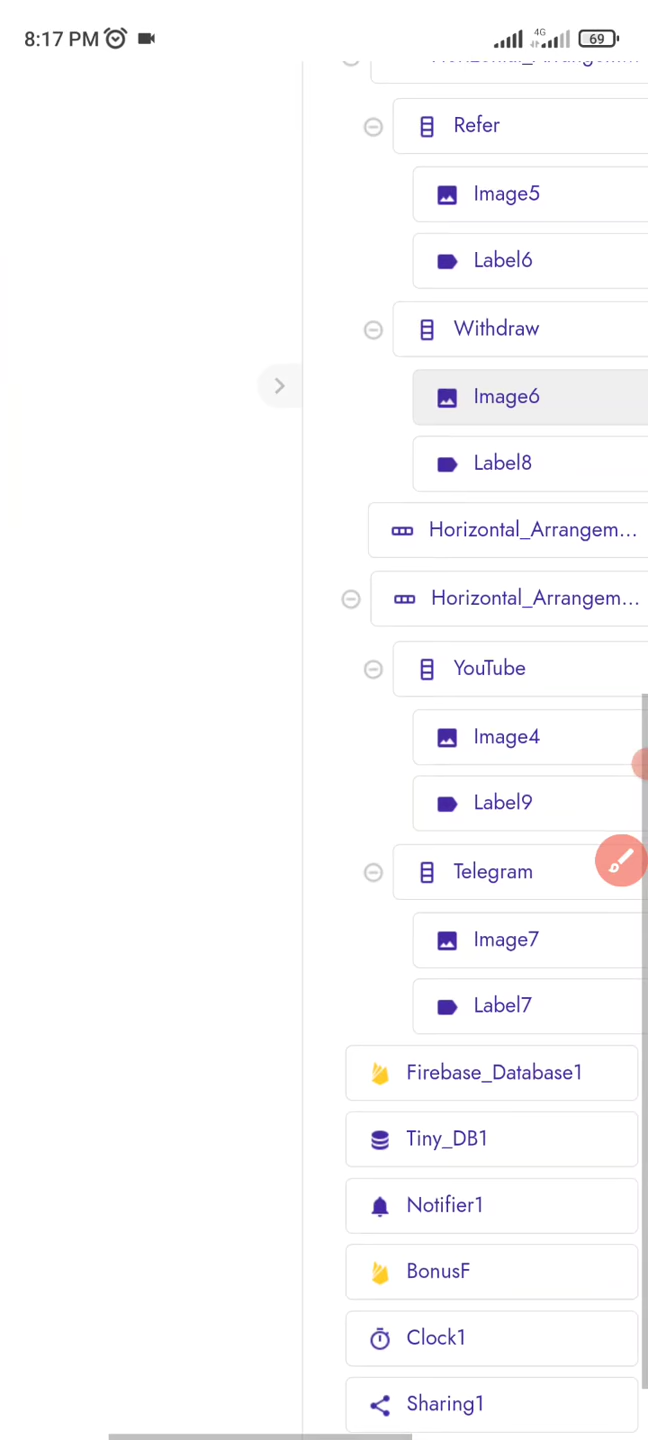 8:17 PM
4G
69
Horizontal_Arrangem...
Refer
Image5
Label6
Withdraw
Image6
Label8
Horizontal_Arrangem...
Horizontal_Arrangem...
YouTube
Image4
Label9
Telegram
Image7
Label7
Firebase_Database1
Tiny_DB1
Notifier1
BonusF
Clock1
Sharing1